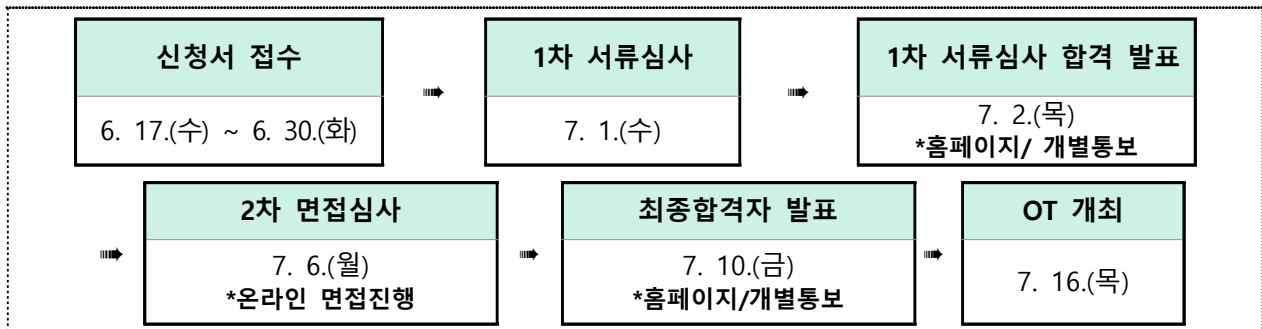 신청서 접수
6. 17.(수) ~ 6. 30.(화)
➠
1차 서류심사
7. 1.(수)
➠
1차 서류심사 합격 발표
7. 2.(목)
*홈페이지/ 개별통보
➠
2차 면접심사
7. 6.(월)
*온라인 면접진행
➠
최종합격자 발표
7. 10.(금)
*홈페이지/개별통보
➠
OT 개최
7. 16.(목)